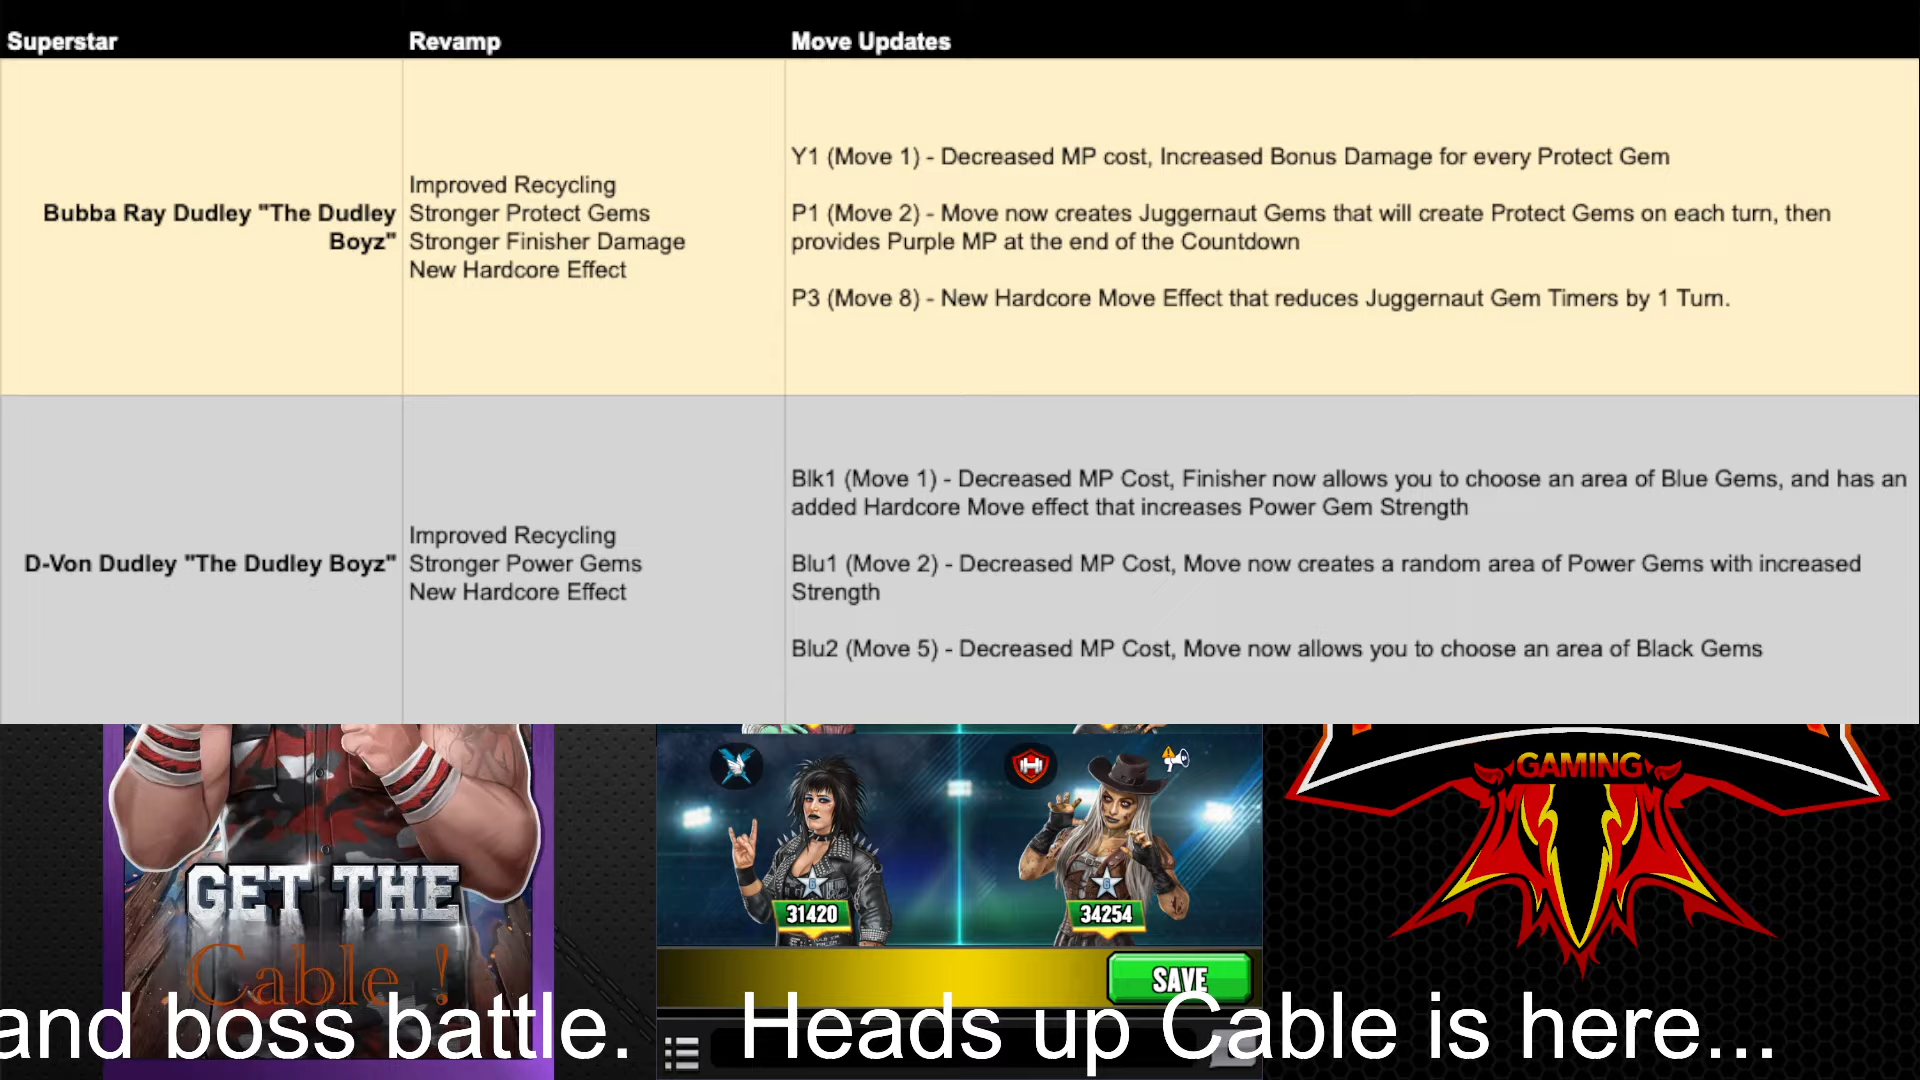 Superstar Revamp Move Updates
Bubba Ray Dudley "The Dudley
Boyz"
Improved Recycling
Stronger Protect Gems
Stronger Finisher Damage
New Hardcore Effect
Y1 (Move 1) - Decreased MP cost, Increased Bonus Damage for every Protect Gem
P1 (Move 2) - Move now creates Juggernaut Gems that will create Protect Gems on each turn, then
provides Purple MP at the end of the Countdown
P3 (Move 8) - New Hardcore Move Effect that reduces Juggernaut Gem Timers by 1 Turn.
D-Von Dudley "The Dudley Boyz"
Improved Recycling
Stronger Power Gems
New Hardcore Effect
Blk1 (Move 1) - Decreased MP Cost, Finisher now allows you to choose an area of Blue Gems, and has an
added Hardcore Move effect that increases Power Gem Strength
Blu1 (Move 2) - Decreased MP Cost, Move now creates a random area of Power Gems with increased
Strength
Blu2 (Move 5) - Decreased MP Cost, Move now allows you to choose an area of Black Gems
GET THE
Cable !
31420
34254
SAVE
GAMING
and boss battle. Heads up Cable is here...